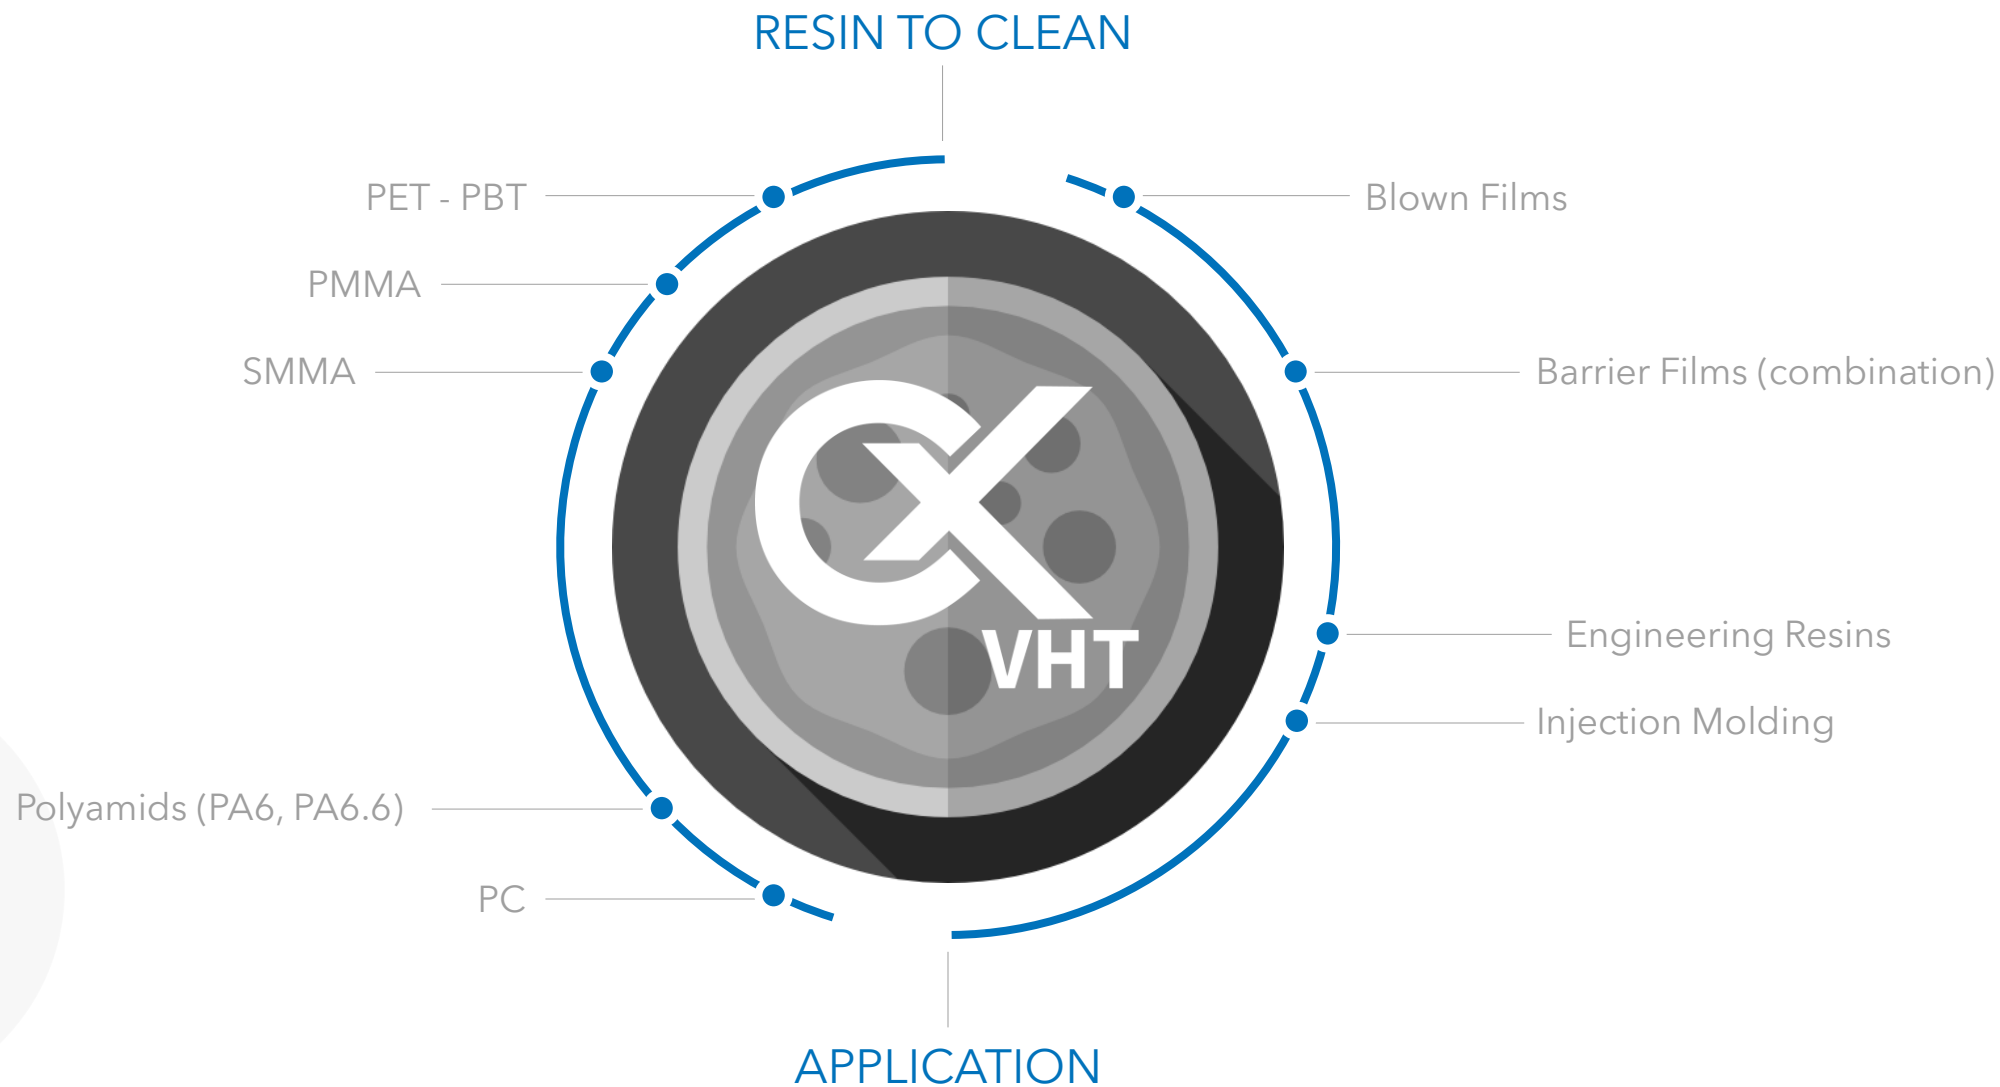 RESIN TO CLEAN
PET - PBT
Blown Films
PMMA
SMMA
Barrier Films (combination)
CX
VHT
Engineering Resins
Injection Molding
Polyamids (PA6, PA6.6)
PC
APPLICATION